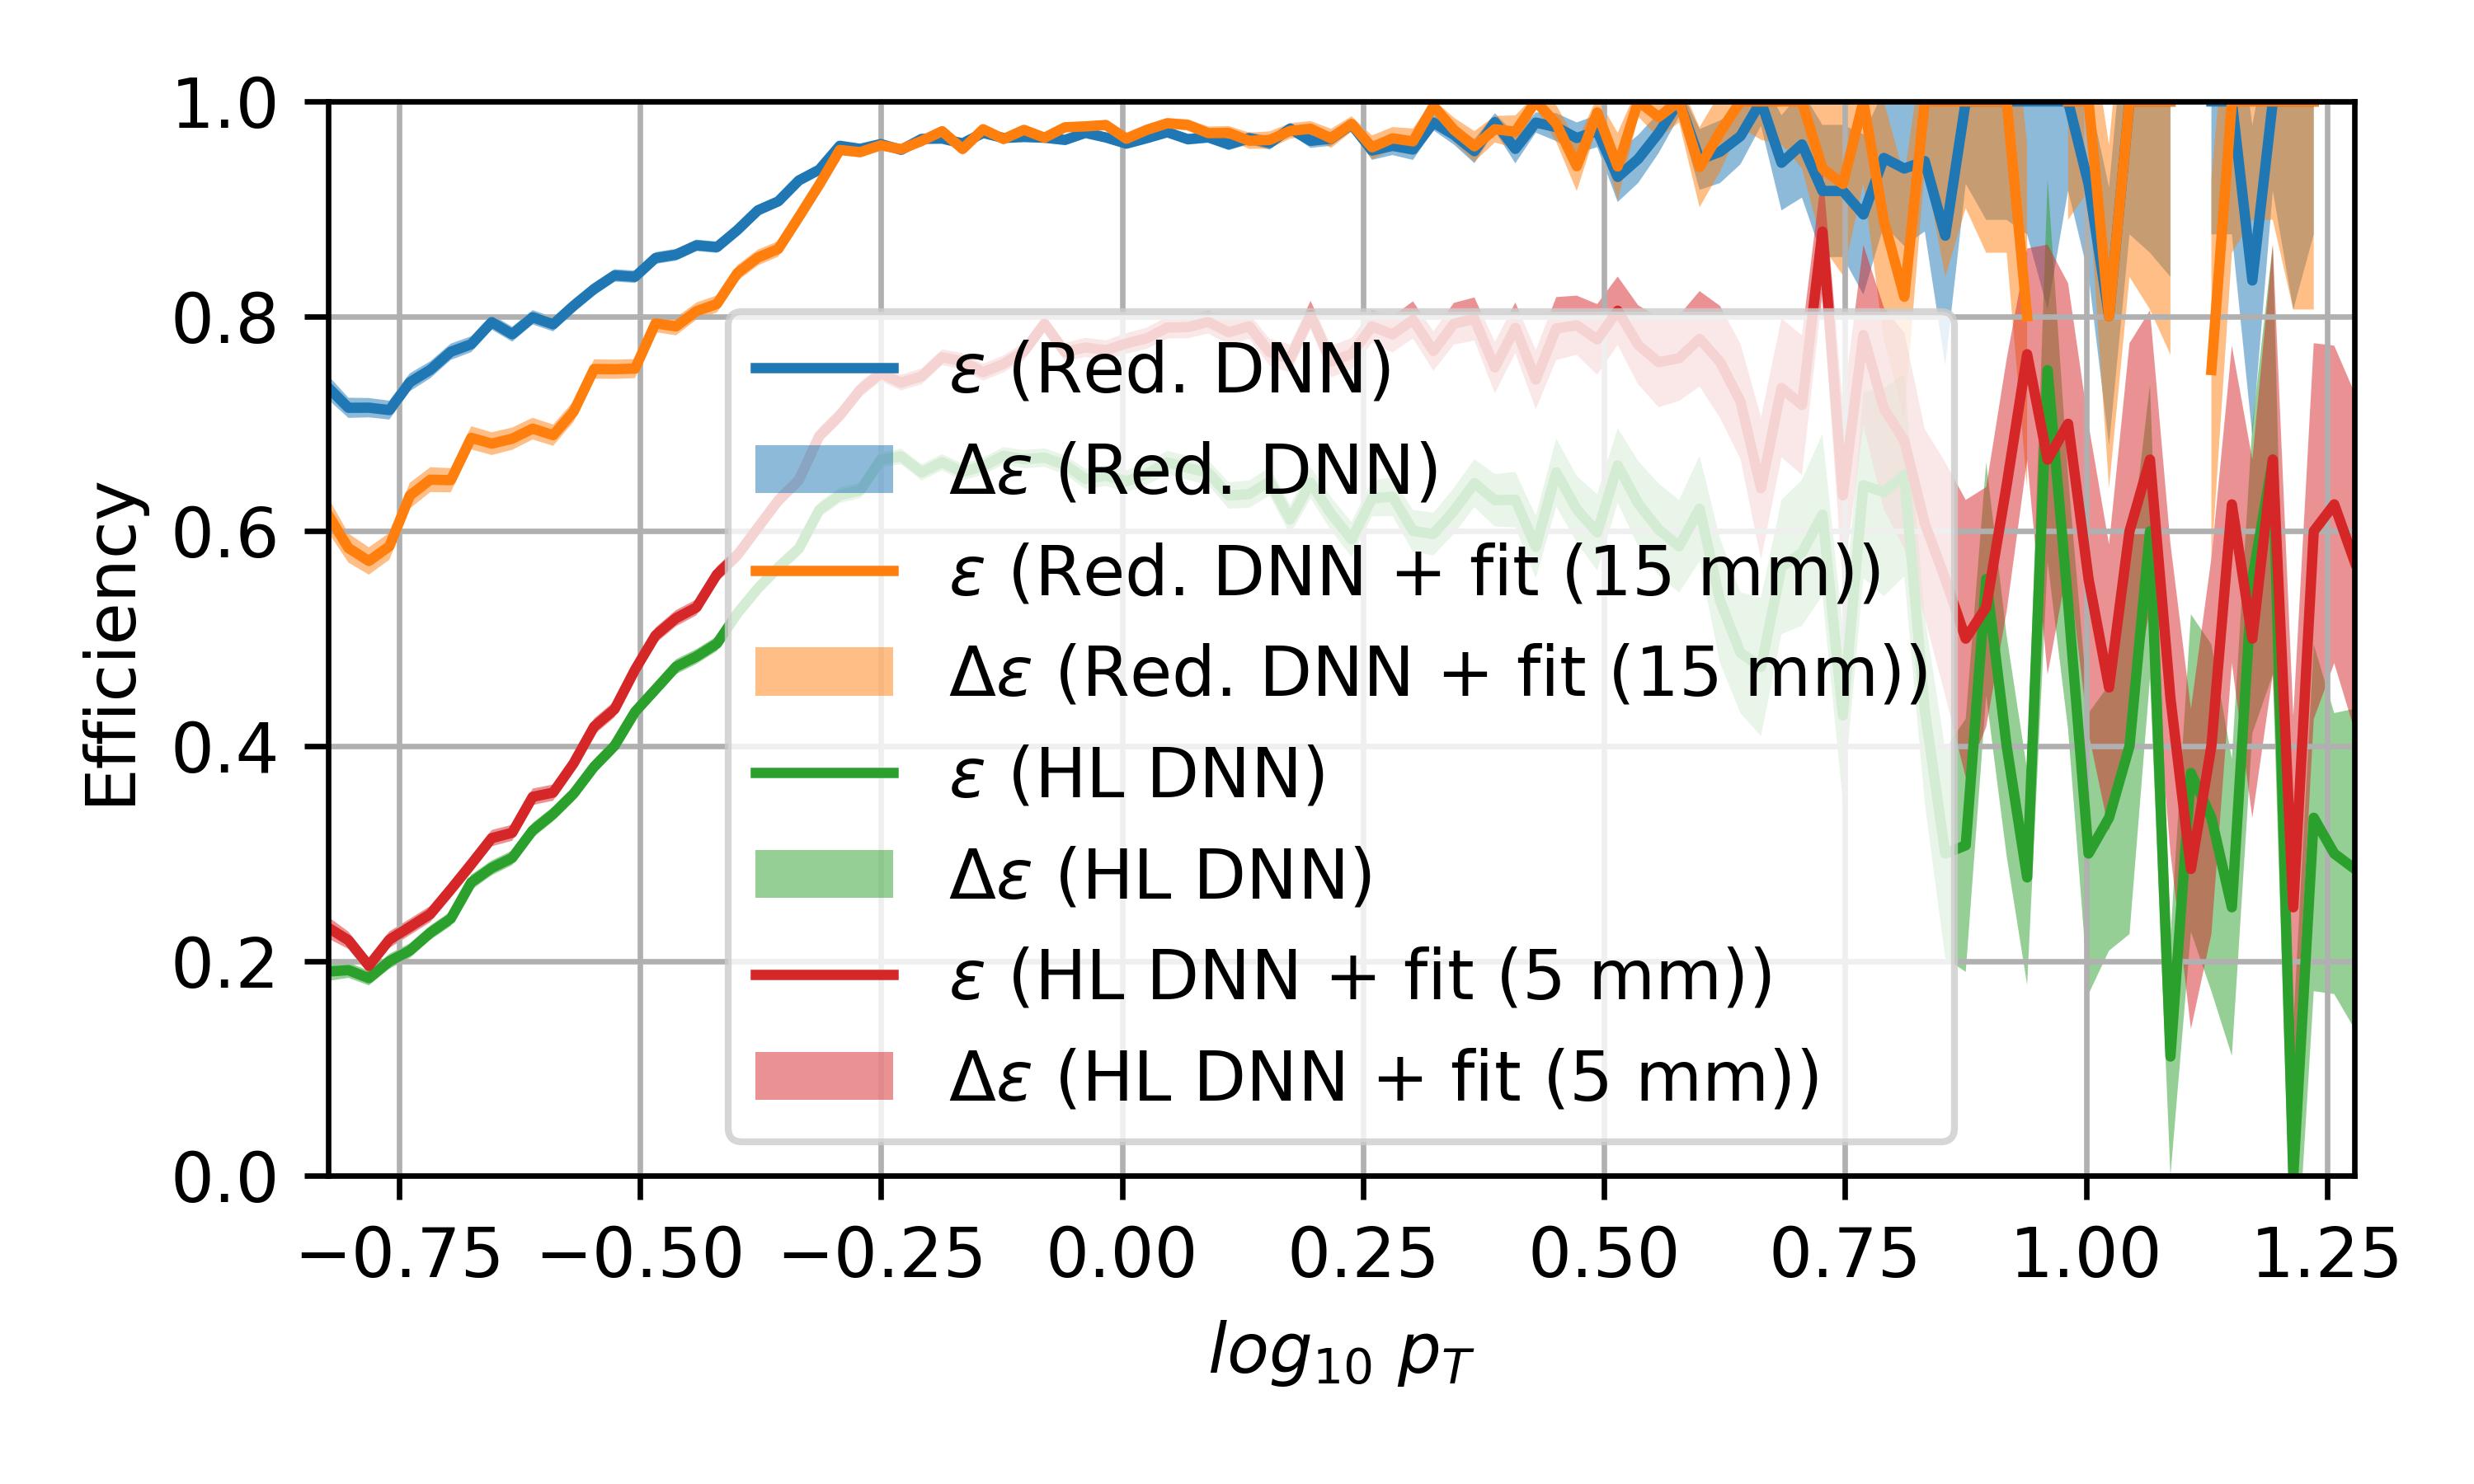 Efficiency
1.0
0.8
0.6
0.4
0.2
0.0
ε (Red. DNN)
Δε (Red. DNN)
ε (Red. DNN + fit (15 mm))
Δε (Red. DNN + fit (15 mm))
ε (HL DNN)
Δε (HL DNN)
ε (HL DNN + fit (5 mm))
Δε (HL DNN + fit (5 mm))
−0.75 −0.50 −0.25 0.00 0.25 0.50 0.75 1.00 1.25
log₁₀ p_T